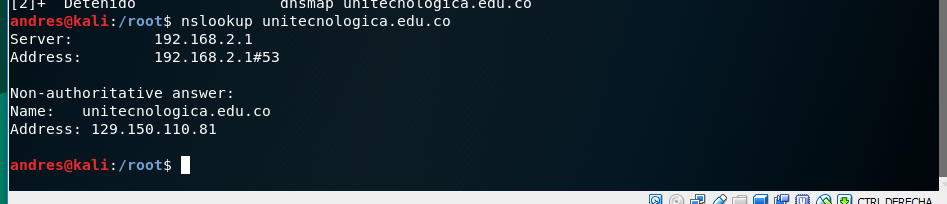 [2]+  Detenido                dnsmap unitecnologica.edu.co
andres@kali:/root$ nslookup unitecnologica.edu.co
Server:         192.168.2.1
Address:        192.168.2.1#53

Non-authoritative answer:
Name:   unitecnologica.edu.co
Address: 129.150.110.81

andres@kali:/root$
CTRL DERECHA